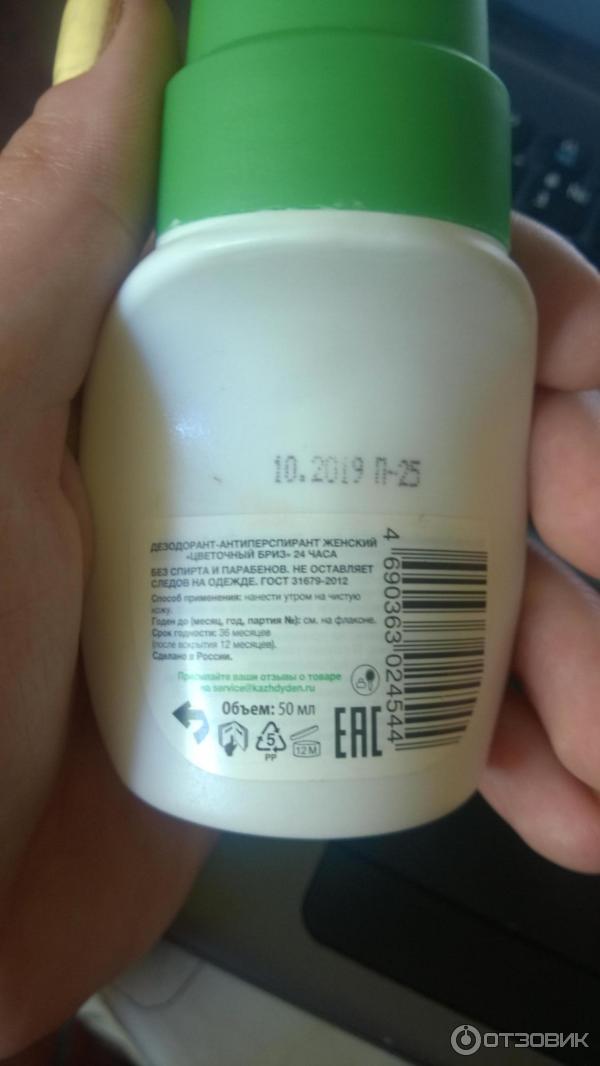 10.2019 П-25
ДЕЗОДОРАНТ-АНТИПЕРСПИРАНТ ЖЕНСКИЙ
«ЦВЕТОЧНЫЙ БРИЗ» 24 ЧАСА
БЕЗ СПИРТА И ПАРАБЕНОВ. НЕ ОСТАВЛЯЕТ
СЛЕДОВ НА ОДЕЖДЕ. ГОСТ 31679-2012
Способ применения: нанести утром на чистую
кожу.
Годен до (месяц, год, партия №): см. на флаконе.
Срок годности: 36 месяцев
(после вскрытия 12 месяцев).
Сделано в России.
Присылайте ваши отзывы о товаре
на service@kazhdyden.ru
Объем: 50 мл
5
PP
12 M
EAC
4 690363 024544
ОТЗОВИК